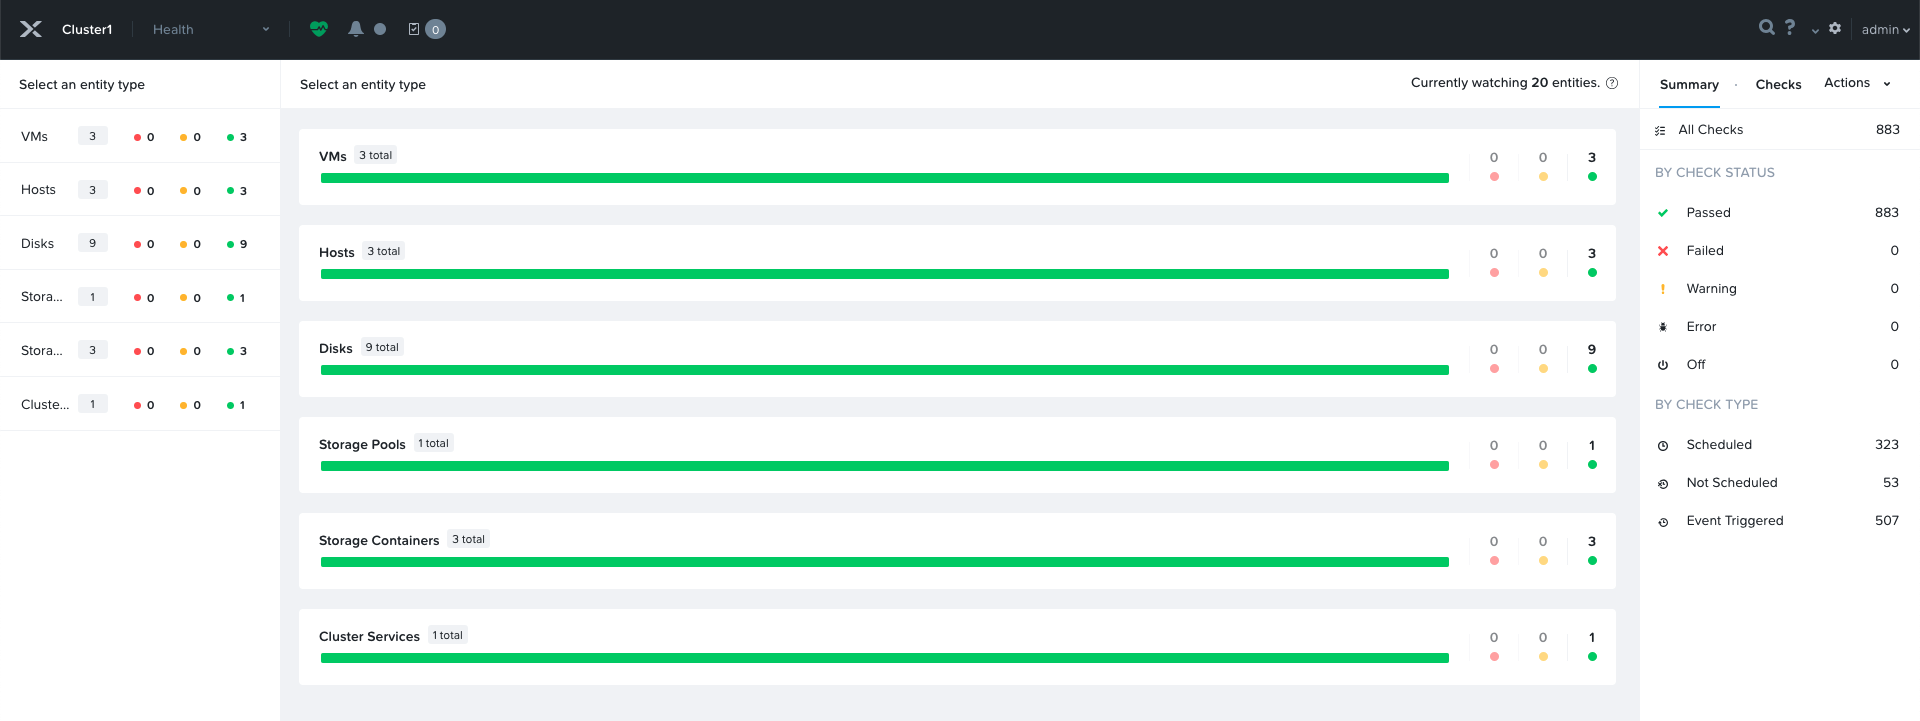 Cluster1 Health 0 admin
Select an entity type
VMs 3 0 0 3
Hosts 3 0 0 3
Disks 9 0 0 9
Stora... 1 0 0 1
Stora... 3 0 0 3
Cluste... 1 0 0 1
Select an entity type
Currently watching 20 entities.
VMs 3 total 0 0 3
Hosts 3 total 0 0 3
Disks 9 total 0 0 9
Storage Pools 1 total 0 0 1
Storage Containers 3 total 0 0 3
Cluster Services 1 total 0 0 1
Summary · Checks Actions
All Checks 883
BY CHECK STATUS
Passed 883
Failed 0
Warning 0
Error 0
Off 0
BY CHECK TYPE
Scheduled 323
Not Scheduled 53
Event Triggered 507